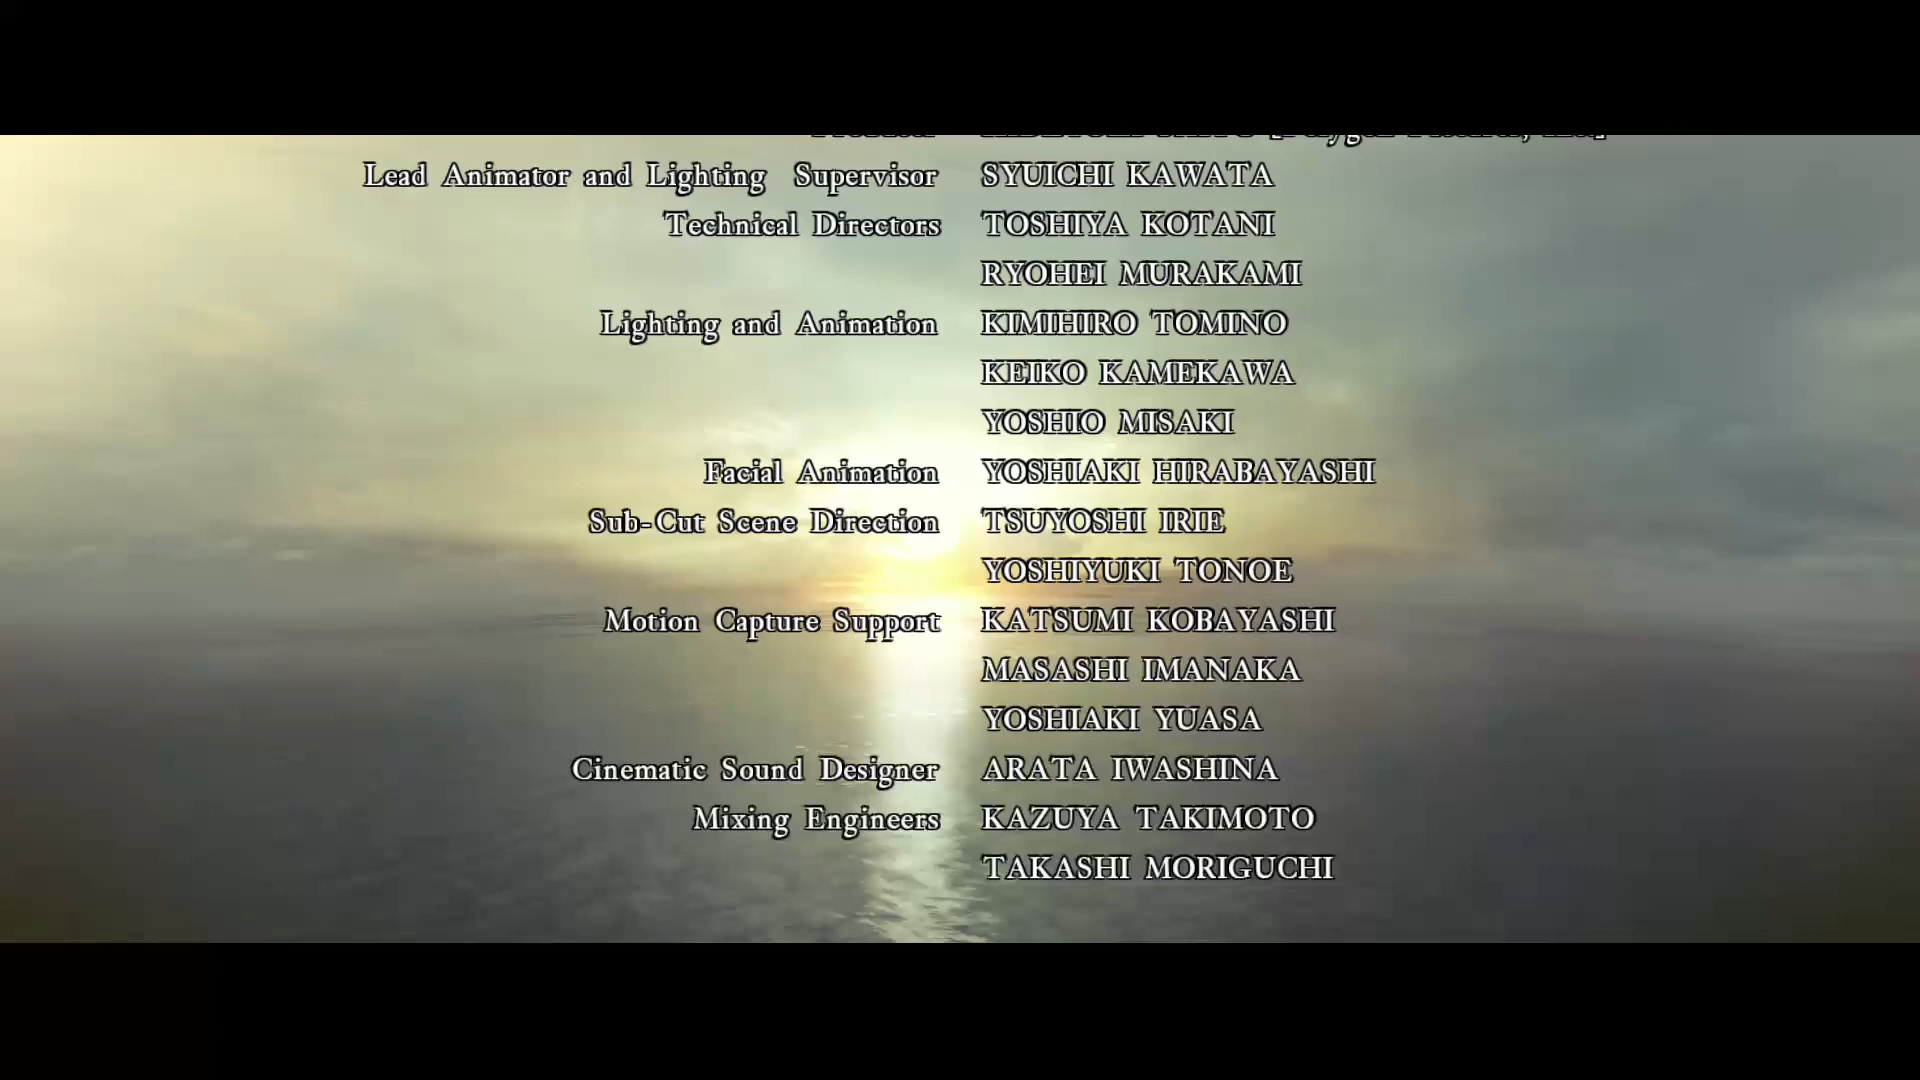 Lead Animator and Lighting Supervisor SYUICHI KAWATA
Technical Directors TOSHIYA KOTANI
RYOHEI MURAKAMI
Lighting and Animation KIMIHIRO TOMINO
KEIKO KAMEKAWA
YOSHIO MISAKI
Facial Animation YOSHIAKI HIRABAYASHI
Sub-Cut Scene Direction TSUYOSHI IRIE
YOSHIYUKI TONOE
Motion Capture Support KATSUMI KOBAYASHI
MASASHI IMANAKA
YOSHIAKI YUASA
Cinematic Sound Designer ARATA IWASHINA
Mixing Engineers KAZUYA TAKIMOTO
TAKASHI MORIGUCHI